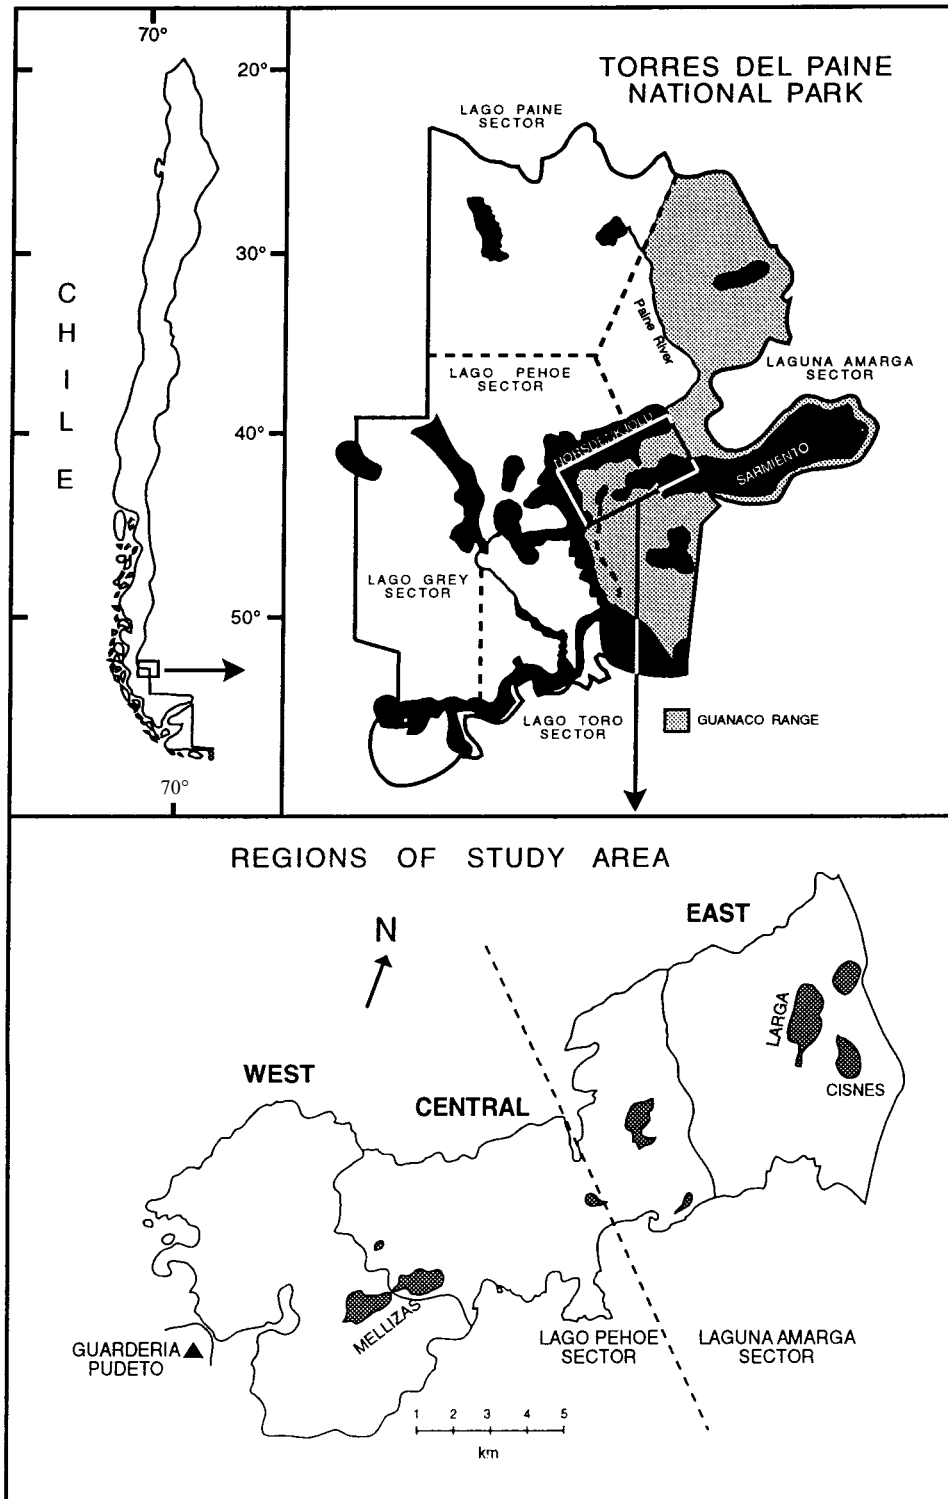 70°
20°
30°
40°
50°
70°
C
H
I
L
E
TORRES DEL PAINE
NATIONAL PARK
LAGO PAINE
SECTOR
Paine River
LAGO PEHOE
SECTOR
LAGUNA AMARGA
SECTOR
NORSDENKJOLD
SARMIENTO
LAGO GREY
SECTOR
LAGO TORO
SECTOR
GUANACO RANGE
REGIONS OF STUDY AREA
N
EAST
LARGA
CISNES
WEST
CENTRAL
MELLIZAS
GUARDERIA
PUDETO
LAGO PEHOE
SECTOR
LAGUNA AMARGA
SECTOR
1 2 3 4 5
km